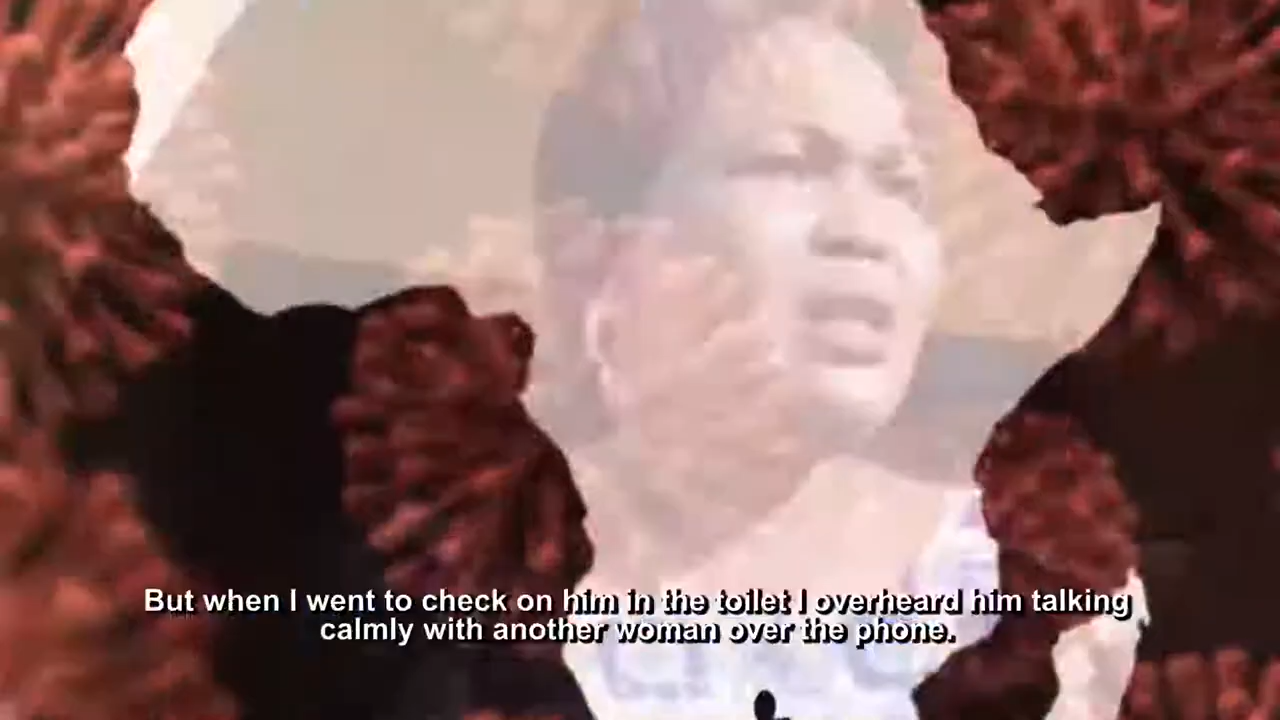 But when I went to check on him in the toilet I overheard him talking
calmly with another woman over the phone.